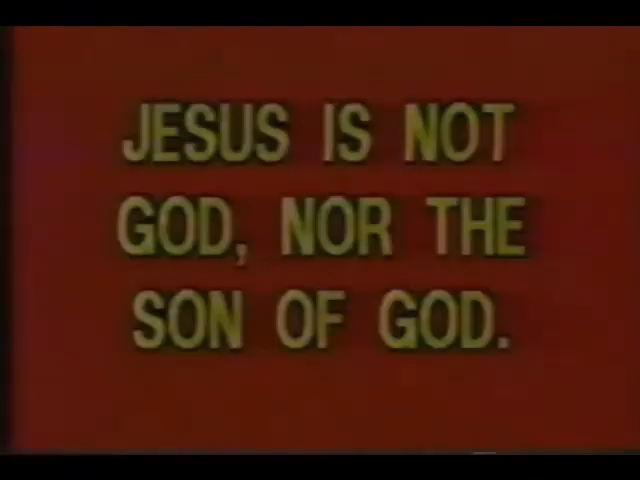 JESUS IS NOT
GOD, NOR THE
SON OF GOD.